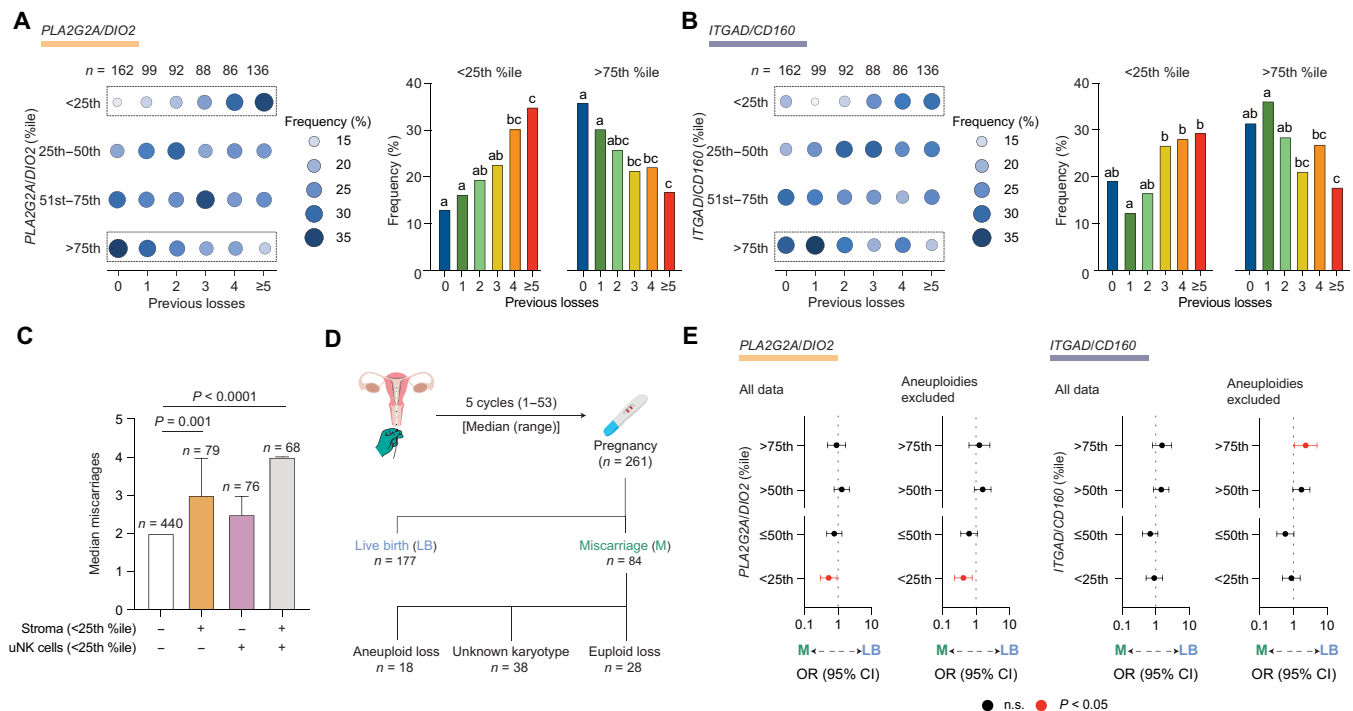 A
PLA2G2A/DIO2
n = 162 99 92 88 86 136
PLA2G2A/DIO2 (%ile)
<25th
25th–50th
51st–75th
>75th
0 1 2 3 4 ≥5
Previous losses
Frequency (%)
15
20
25
30
35
<25th %ile
>75th %ile
Frequency (%)
40
30
20
10
0
a a ab ab bc c
a ab abc bc bc c
0 1 2 3 4 ≥5
0 1 2 3 4 ≥5
Previous losses
B
ITGAD/CD160
n = 162 99 92 88 86 136
ITGAD/CD160 (%ile)
<25th
25th–50th
51st–75th
>75th
0 1 2 3 4 ≥5
Previous losses
Frequency (%)
15
20
25
30
35
<25th %ile
>75th %ile
Frequency (%)
40
30
20
10
0
ab a ab b b b
ab a ab bc bc c
0 1 2 3 4 ≥5
0 1 2 3 4 ≥5
Previous losses
C
P < 0.0001
P = 0.001
Median miscarriages
5
4
3
2
1
0
n = 440
n = 79
n = 76
n = 68
Stroma (<25th %ile) – + – +
uNK cells (<25th %ile) – – + +
D
5 cycles (1–53)
[Median (range)]
Pregnancy
(n = 261)
Live birth (LB)
n = 177
Miscarriage (M)
n = 84
Aneuploid loss
n = 18
Unknown karyotype
n = 38
Euploid loss
n = 28
E
PLA2G2A/DIO2
All data
Aneuploidies
excluded
PLA2G2A/DIO2 (%ile)
>75th
>50th
≤50th
<25th
0.1 1 10
M LB
OR (95% CI)
>75th
>50th
≤50th
<25th
0.1 1 10
M LB
OR (95% CI)
ITGAD/CD160
All data
Aneuploidies
excluded
ITGAD/CD160 (%ile)
>75th
>50th
≤50th
<25th
0.1 1 10
M LB
OR (95% CI)
>75th
>50th
≤50th
<25th
0.1 1 10
M LB
OR (95% CI)
n.s. P < 0.05